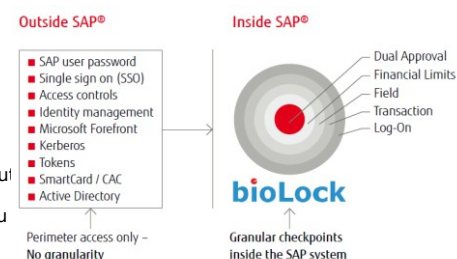 Outside SAP®
SAP user password
Single sign on (SSO)
Access controls
Identity management
Microsoft Forefront
Kerberos
Tokens
SmartCard / CAC
Active Directory
Perimeter access only –
No granularity
Inside SAP®
Dual Approval
Financial Limits
Field
Transaction
Log-On
bioLock
Granular checkpoints
inside the SAP system